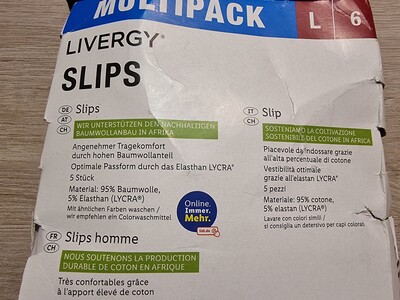 MULTIPACK
L 6
LIVERGY®
SLIPS
DE AT CH Slips
WIR UNTERSTÜTZEN DEN NACHHALTIGEN
BAUMWOLLANBAU IN AFRIKA
Angenehmer Tragekomfort
durch hohen Baumwollanteil
Optimale Passform durch das Elasthan LYCRA®
5 Stück
Material: 95% Baumwolle,
5% Elasthan (LYCRA®)
Mit ähnlichen Farben waschen /
wir empfehlen ein Colorwaschmittel
Online.
Immer.
Mehr.
lidl.de
FR CH Slips homme
NOUS SOUTENONS LA PRODUCTION
DURABLE DE COTON EN AFRIQUE
Très confortables grâce
à l'apport élevé de coton
IT CH Slip
SOSTENIAMO LA COLTIVAZIONE
SOSTENIBILE DEL COTONE IN AFRICA
Piacevole da indossare grazie
all'alta percentuale di cotone
Vestibilità ottimale
grazie all'elastan LYCRA®
5 pezzi
Materiale: 95% cotone,
5% elastan (LYCRA®)
Lavare con colori simili /
si consiglia un detersivo per capi colorati